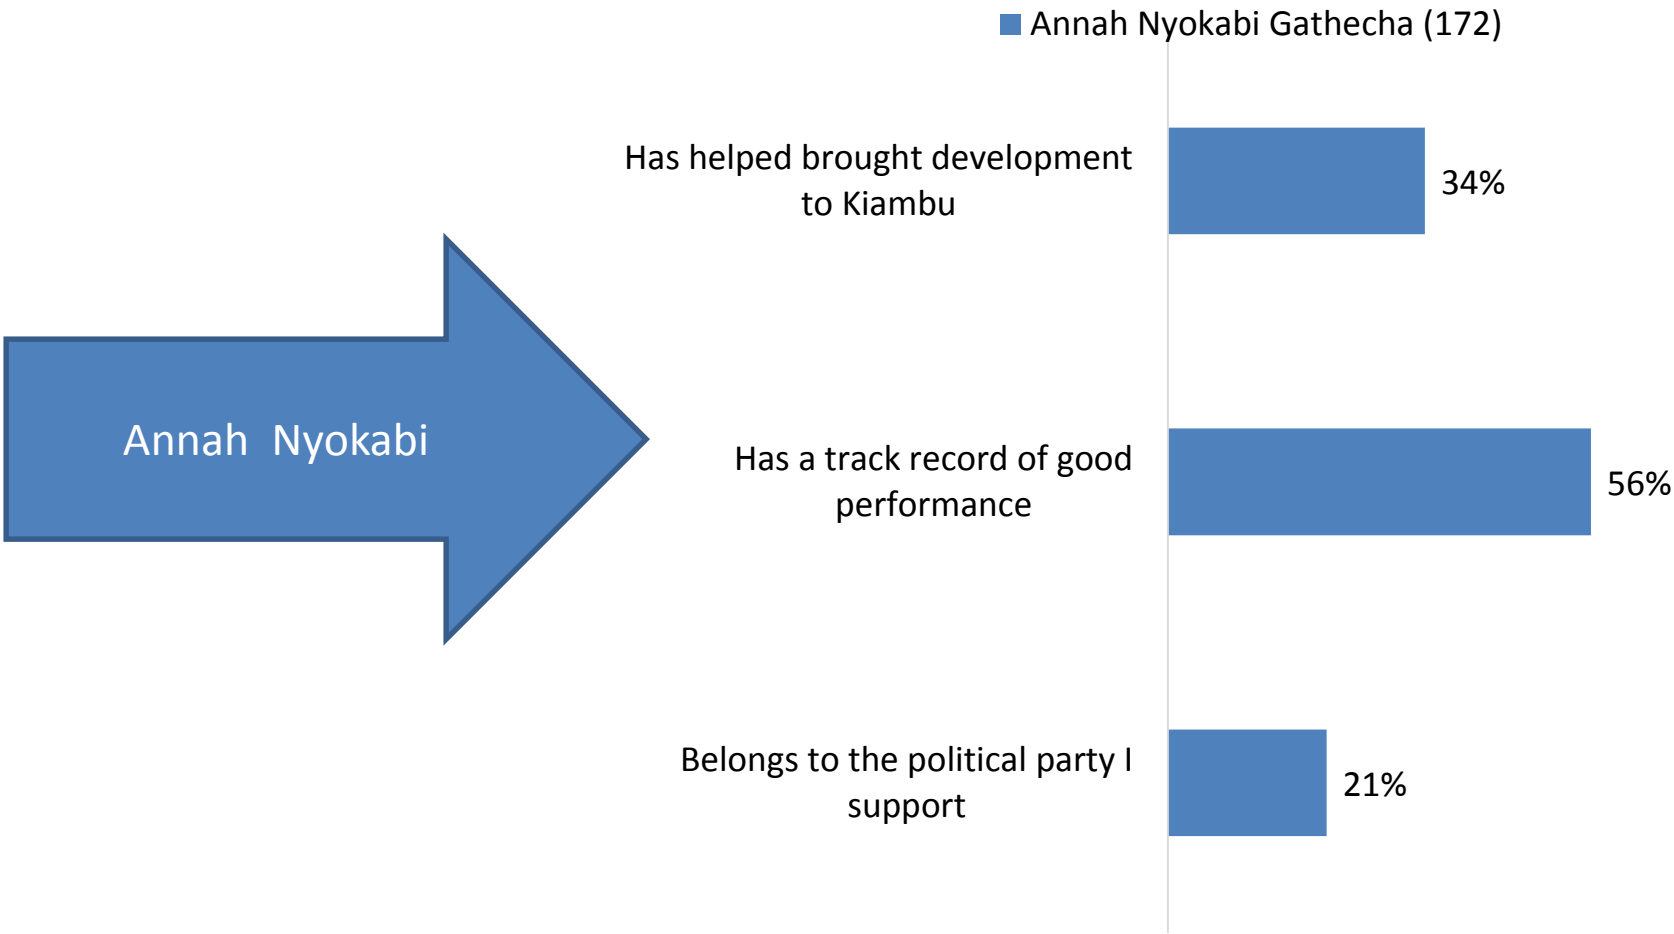 Annah Nyokabi Gathecha (172)
Has helped brought development
to Kiambu
34%
Annah Nyokabi
Has a track record of good
performance
56%
Belongs to the political party I
support
21%